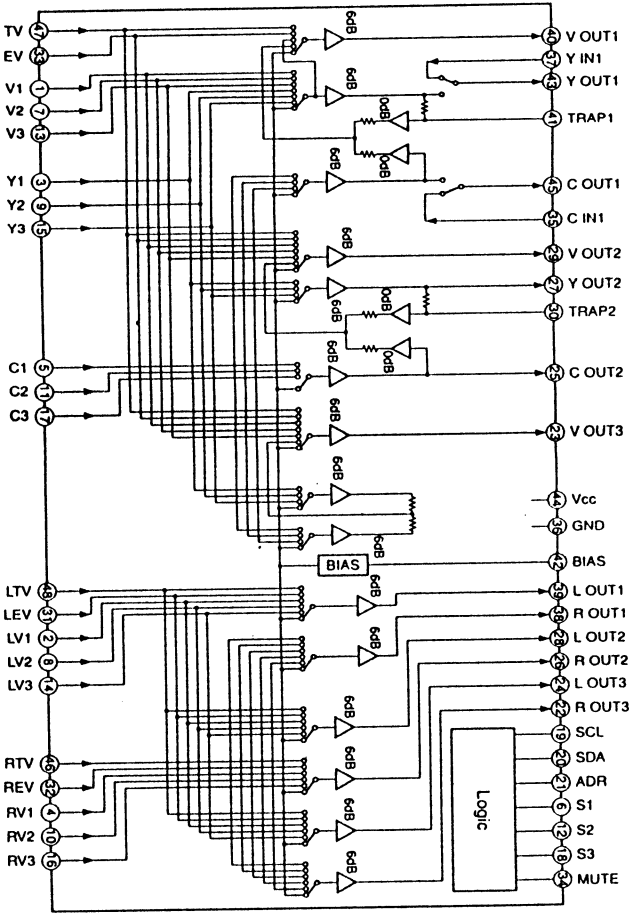 TV 47
EV 33
V1 1
V2 7
V3 13
Y1 3
Y2 9
Y3 15
C1 5
C2 11
C3 17
LTV 48
LEV 31
LV1 2
LV2 8
LV3 14
RTV 46
REV 32
RV1 4
RV2 10
RV3 16
6dB
6dB
0dB
0dB
6dB
6dB
6dB
0dB
0dB
6dB
6dB
6dB
6dB
BIAS
6dB
6dB
6dB
6dB
6dB
6dB
Logic
40 V OUT1
37 Y IN1
43 Y OUT1
41 TRAP1
45 C OUT1
35 C IN1
29 V OUT2
27 Y OUT2
30 TRAP2
25 C OUT2
23 V OUT3
44 Vcc
36 GND
42 BIAS
39 L OUT1
38 R OUT1
28 L OUT2
26 R OUT2
24 L OUT3
22 R OUT3
19 SCL
20 SDA
21 ADR
6 S1
12 S2
18 S3
34 MUTE